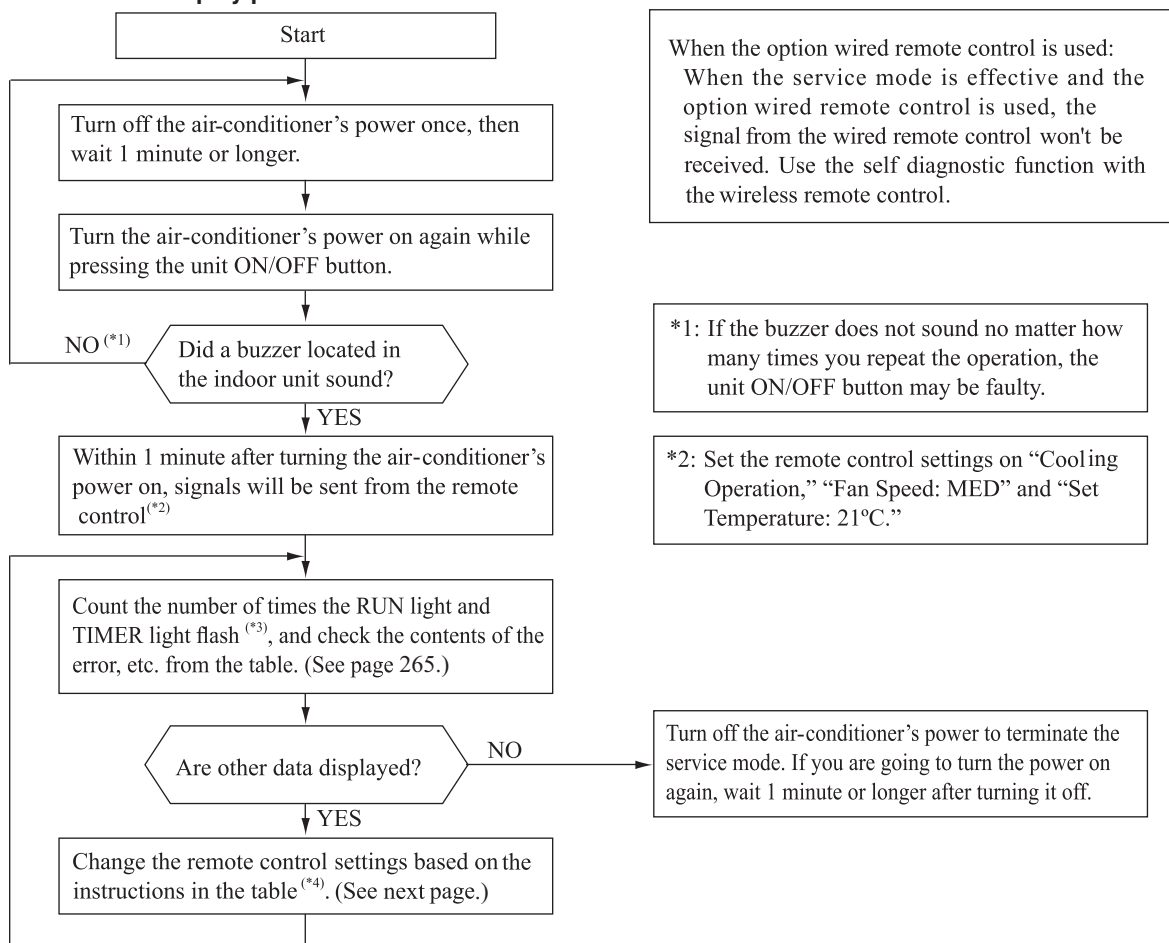 Start
Turn off the air-conditioner's power once, then
wait 1 minute or longer.
Turn the air-conditioner's power on again while
pressing the unit ON/OFF button.
NO (*1)
Did a buzzer located in
the indoor unit sound?
YES
Within 1 minute after turning the air-conditioner's
power on, signals will be sent from the remote
control(*2)
Count the number of times the RUN light and
TIMER light flash (*3), and check the contents of the
error, etc. from the table. (See page 265.)
Are other data displayed?
NO
YES
Change the remote control settings based on the
instructions in the table (*4). (See next page.)
When the option wired remote control is used:
When the service mode is effective and the
option wired remote control is used, the
signal from the wired remote control won't be
received. Use the self diagnostic function with
the wireless remote control.
*1: If the buzzer does not sound no matter how
many times you repeat the operation, the
unit ON/OFF button may be faulty.
*2: Set the remote control settings on “Cooling
Operation,” “Fan Speed: MED” and “Set
Temperature: 21ºC.”
Turn off the air-conditioner's power to terminate the
service mode. If you are going to turn the power on
again, wait 1 minute or longer after turning it off.